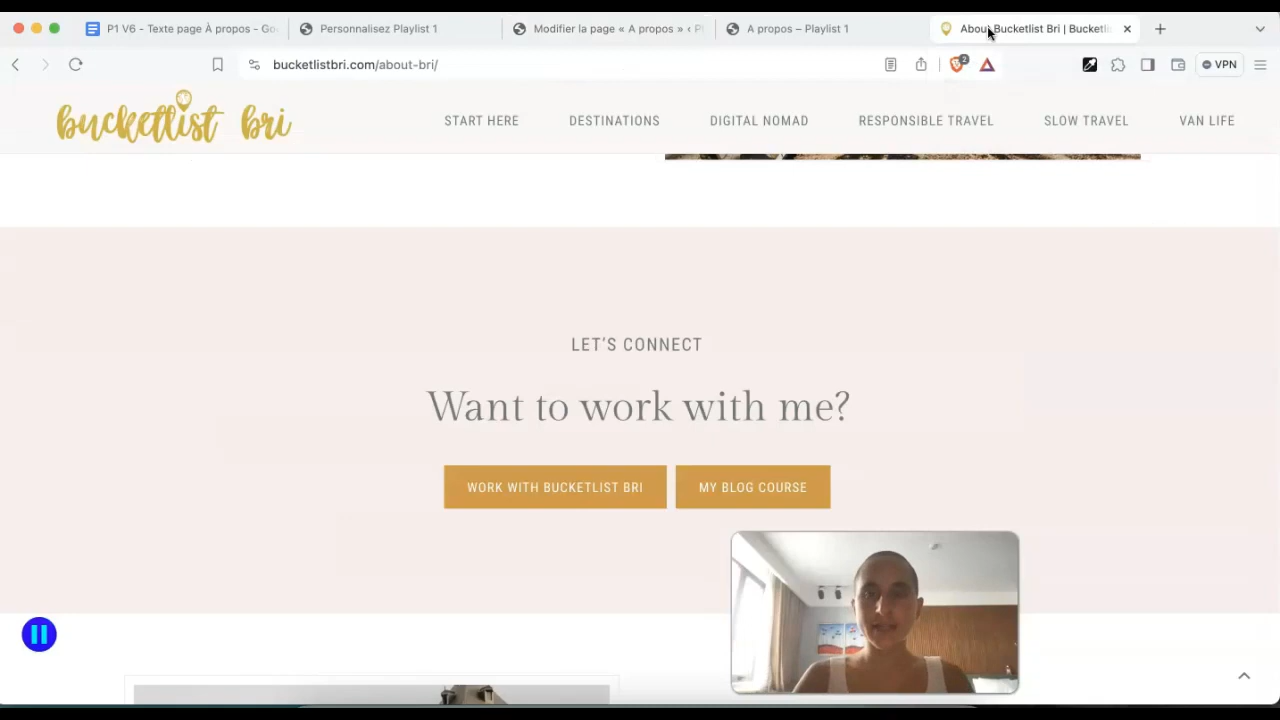 P1 V6 - Texte page À propos - Go
Personnalisez Playlist 1
Modifier la page « A propos » ‹ Pl
A propos – Playlist 1
About Bucketlist Bri | Bucketli
bucketlistbri.com/about-bri/
2
VPN
bucketlist bri
START HERE
DESTINATIONS
DIGITAL NOMAD
RESPONSIBLE TRAVEL
SLOW TRAVEL
VAN LIFE
LET'S CONNECT
Want to work with me?
WORK WITH BUCKETLIST BRI
MY BLOG COURSE